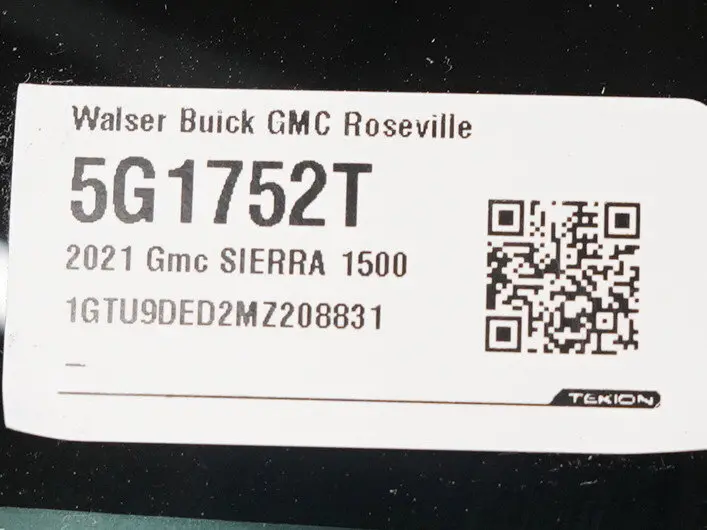 Walser Buick GMC Roseville
5G1752T
2021 Gmc SIERRA 1500
1GTU9DED2MZ208831
–
TEKION